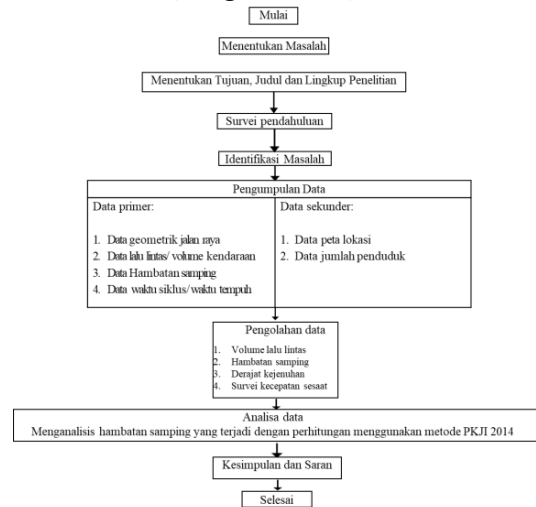 Mulai
Menentukan Masalah
Menentukan Tujuan, Judul dan Lingkup Penelitian
Survei pendahuluan
Identifikasi Masalah
Pengumpulan Data
Data primer:
1. Data geometrik jalan raya
2. Data lalu lintas/ volume kendaraan
3. Data Hambatan samping
4. Data waktu siklus/waktu tempuh
Data sekunder:
1. Data peta lokasi
2. Data jumlah penduduk
Pengolahan data
1. Volume lalu lintas
2. Hambatan samping
3. Derajat kejenuhan
4. Survei kecepatan sesaat
Analisa data
Menganalisis hambatan samping yang terjadi dengan perhitungan menggunakan metode PKJI 2014
Kesimpulan dan Saran
Selesai